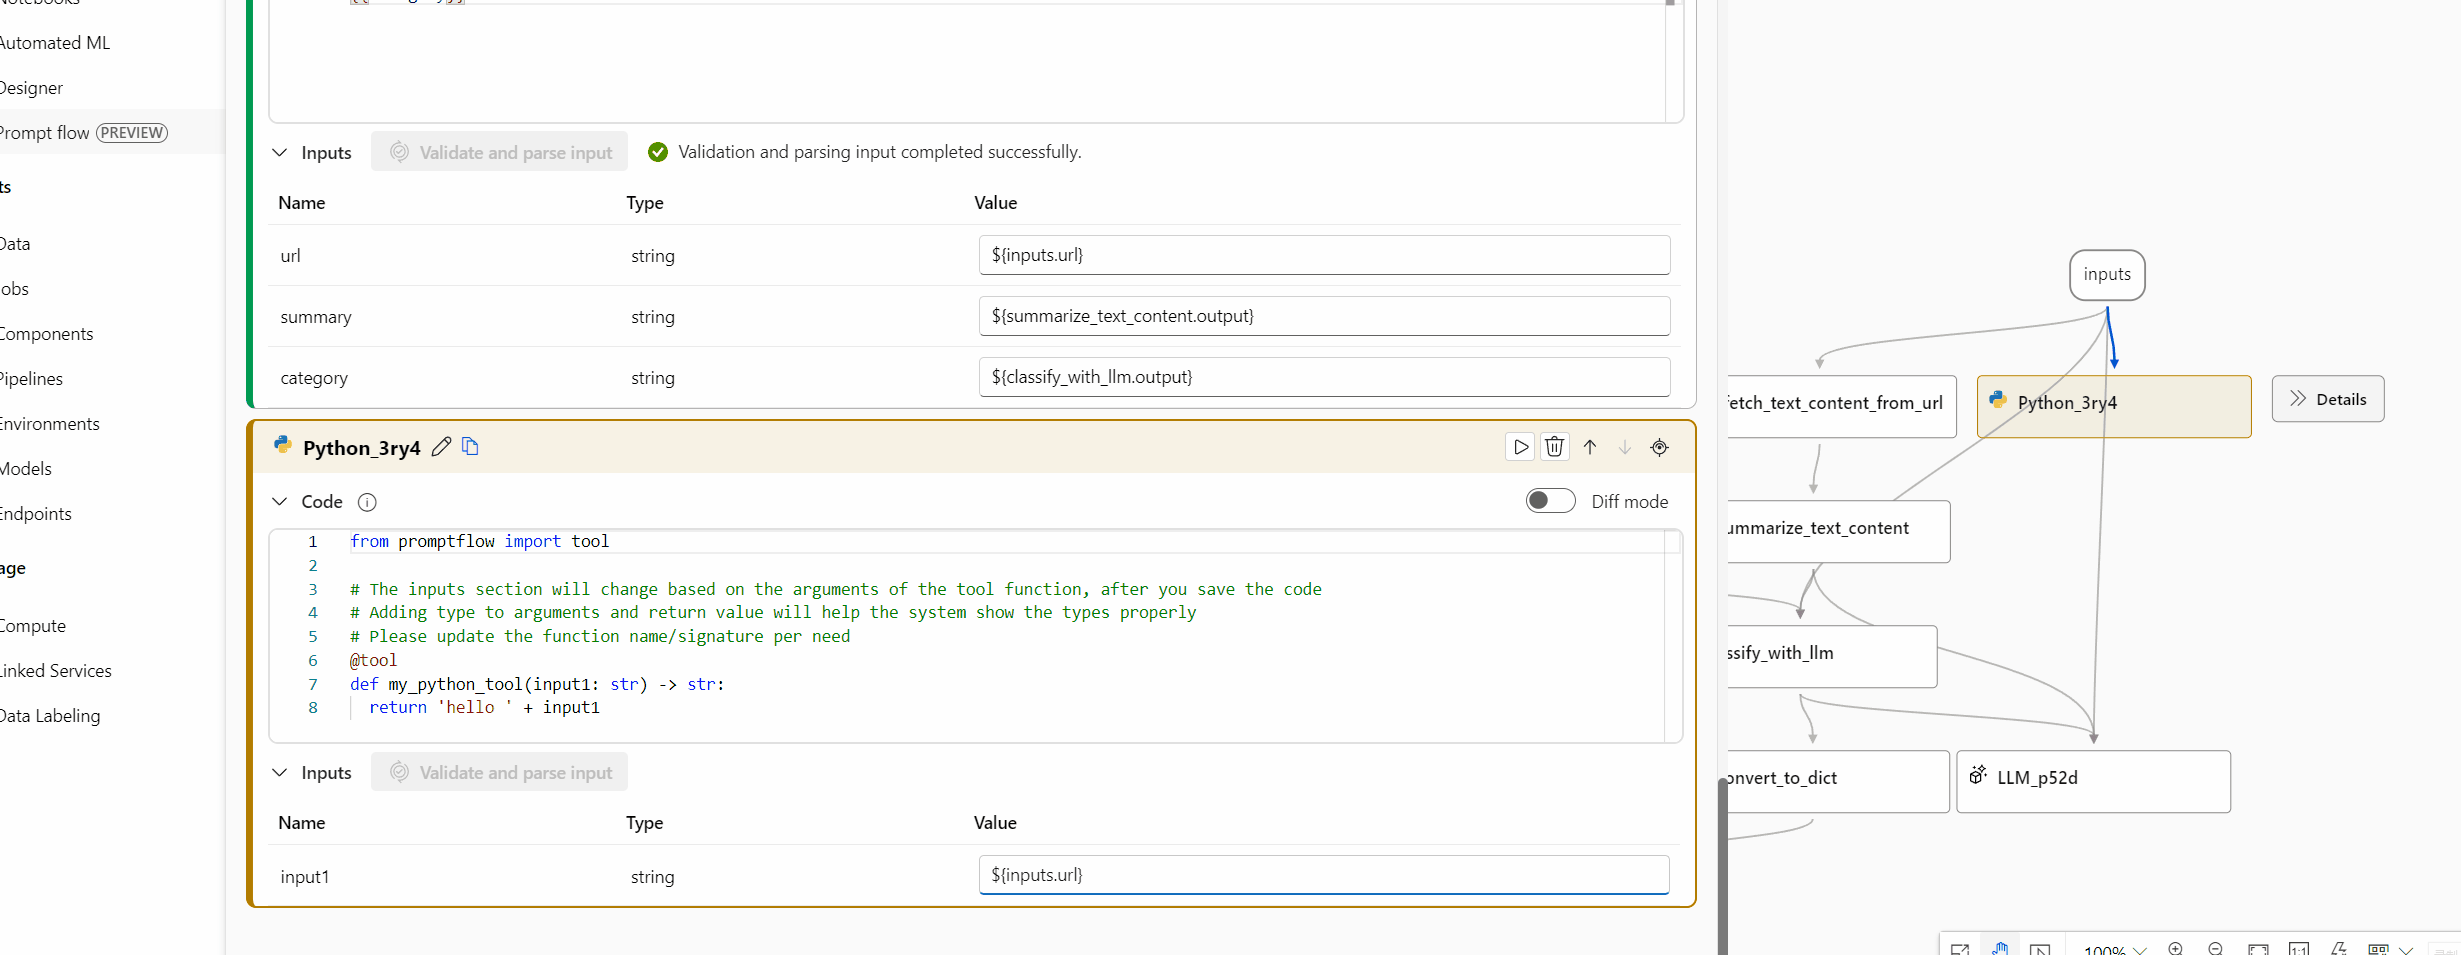 Notebooks
Automated ML
Designer
Prompt flow PREVIEW
ts
Data
obs
Components
Pipelines
Environments
Models
Endpoints
age
Compute
Linked Services
Data Labeling
Inputs Validate and parse input Validation and parsing input completed successfully.
Name Type Value
url string ${inputs.url}
summary string ${summarize_text_content.output}
category string ${classify_with_llm.output}
Python_3ry4
Code Diff mode
1 from promptflow import tool
2
3 # The inputs section will change based on the arguments of the tool function, after you save the code
4 # Adding type to arguments and return value will help the system show the types properly
5 # Please update the function name/signature per need
6 @tool
7 def my_python_tool(input1: str) -> str:
8 return 'hello ' + input1
Inputs Validate and parse input
Name Type Value
input1 string ${inputs.url}
inputs
fetch_text_content_from_url
Python_3ry4
Details
ummarize_text_content
ssify_with_llm
onvert_to_dict
LLM_p52d
100%
1:1